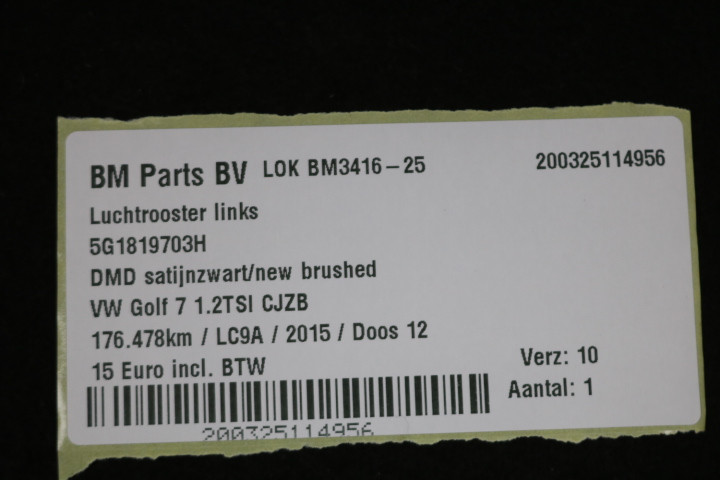 BM Parts BV LOK BM3416-25 200325114956
Luchtrooster links
5G1819703H
DMD satijnzwart/new brushed
VW Golf 7 1.2TSI CJZB
176.478km / LC9A / 2015 / Doos 12
15 Euro incl. BTW Verz: 10
Aantal: 1
200325114956